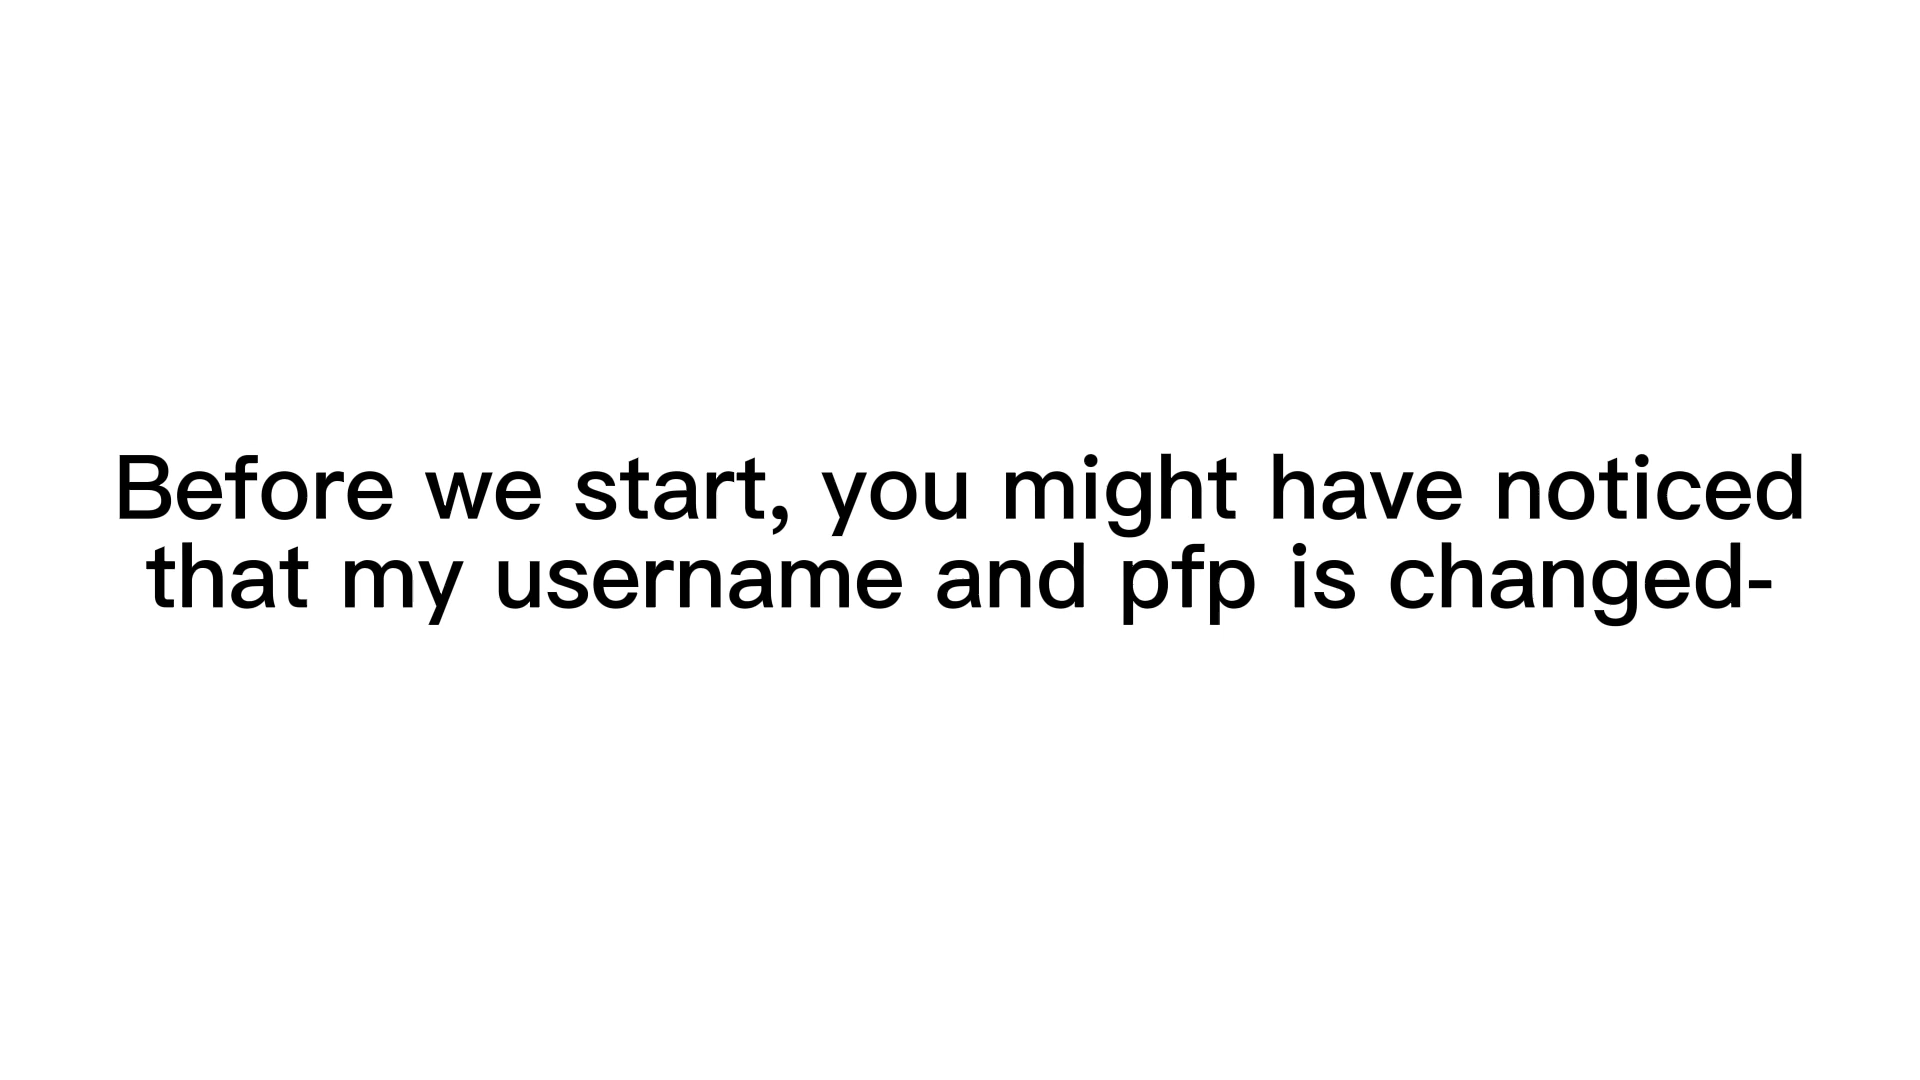 Before we start, you might have noticed
that my username and pfp is changed-